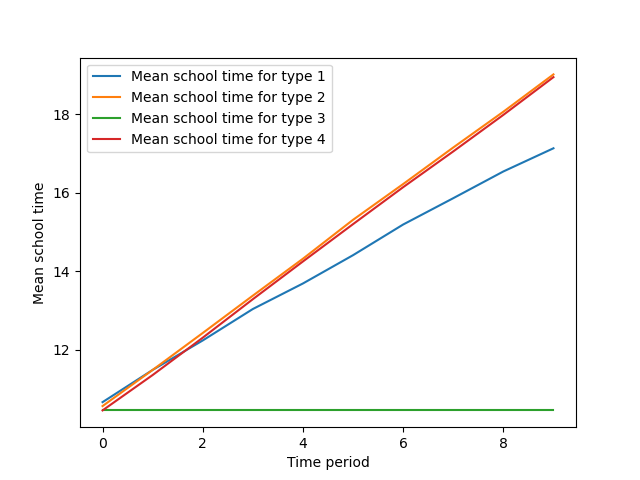 Mean school time for type 1
Mean school time for type 2
Mean school time for type 3
Mean school time for type 4
Mean school time
18
16
14
12
0 2 4 6 8
Time period